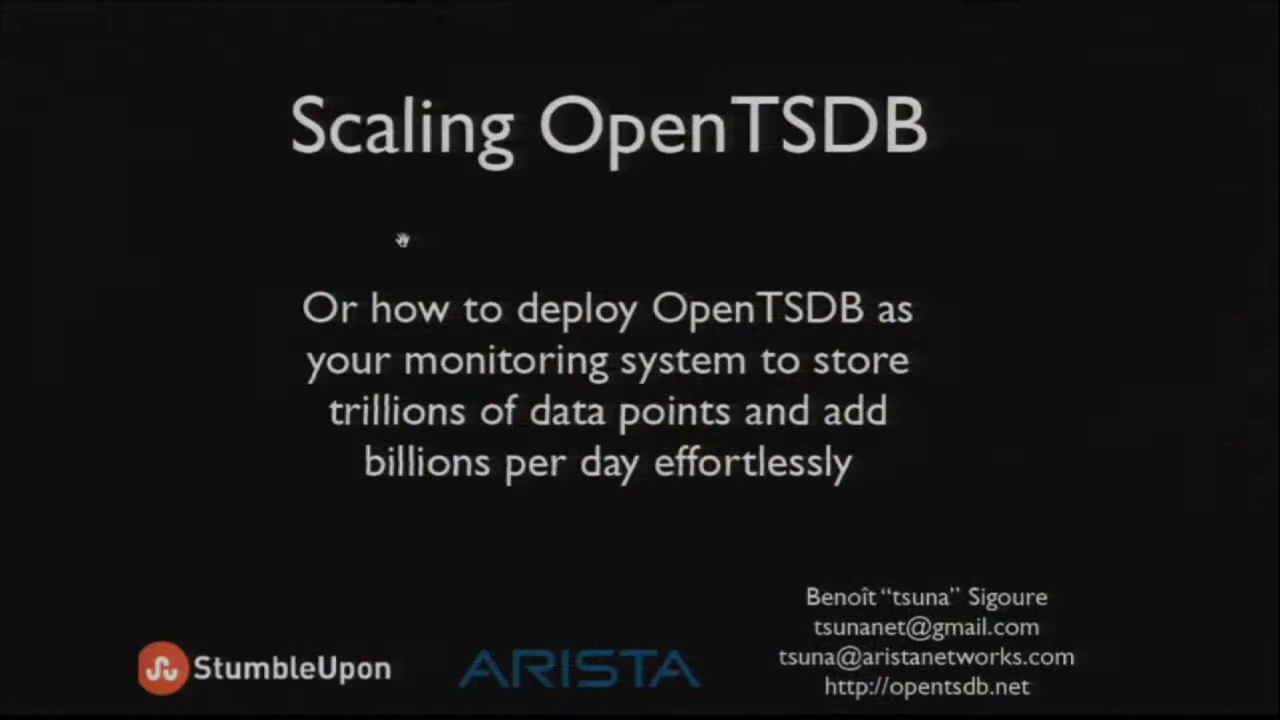 Scaling OpenTSDB
Or how to deploy OpenTSDB as
your monitoring system to store
trillions of data points and add
billions per day effortlessly
Benoît “tsuna” Sigoure
tsunanet@gmail.com
tsuna@aristanetworks.com
http://opentsdb.net
StumbleUpon
ARISTA